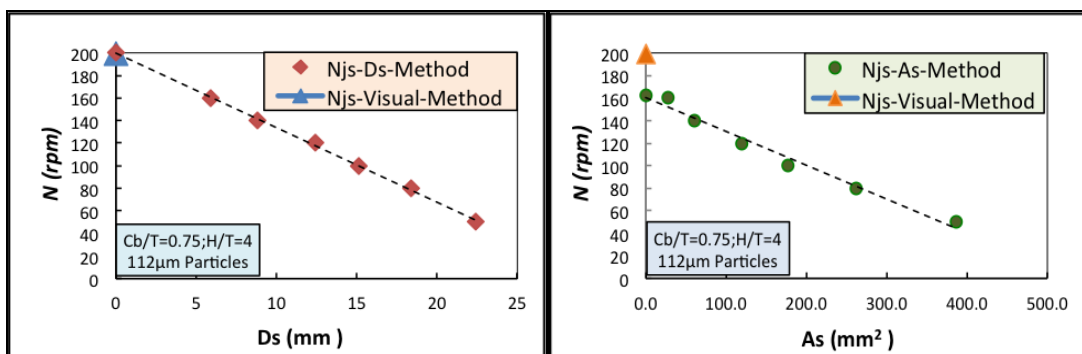 N (rpm)
200
180
160
140
120
100
80
60
40
20
0
Njs-Ds-Method
Njs-Visual-Method
Cb/T=0.75;H/T=4
112µm Particles
0 5 10 15 20 25
Ds (mm )
N (rpm)
200
180
160
140
120
100
80
60
40
20
0
Njs-As-Method
Njs-Visual-Method
Cb/T=0.75;H/T=4
112µm Particles
0.0 100.0 200.0 300.0 400.0 500.0
As (mm² )